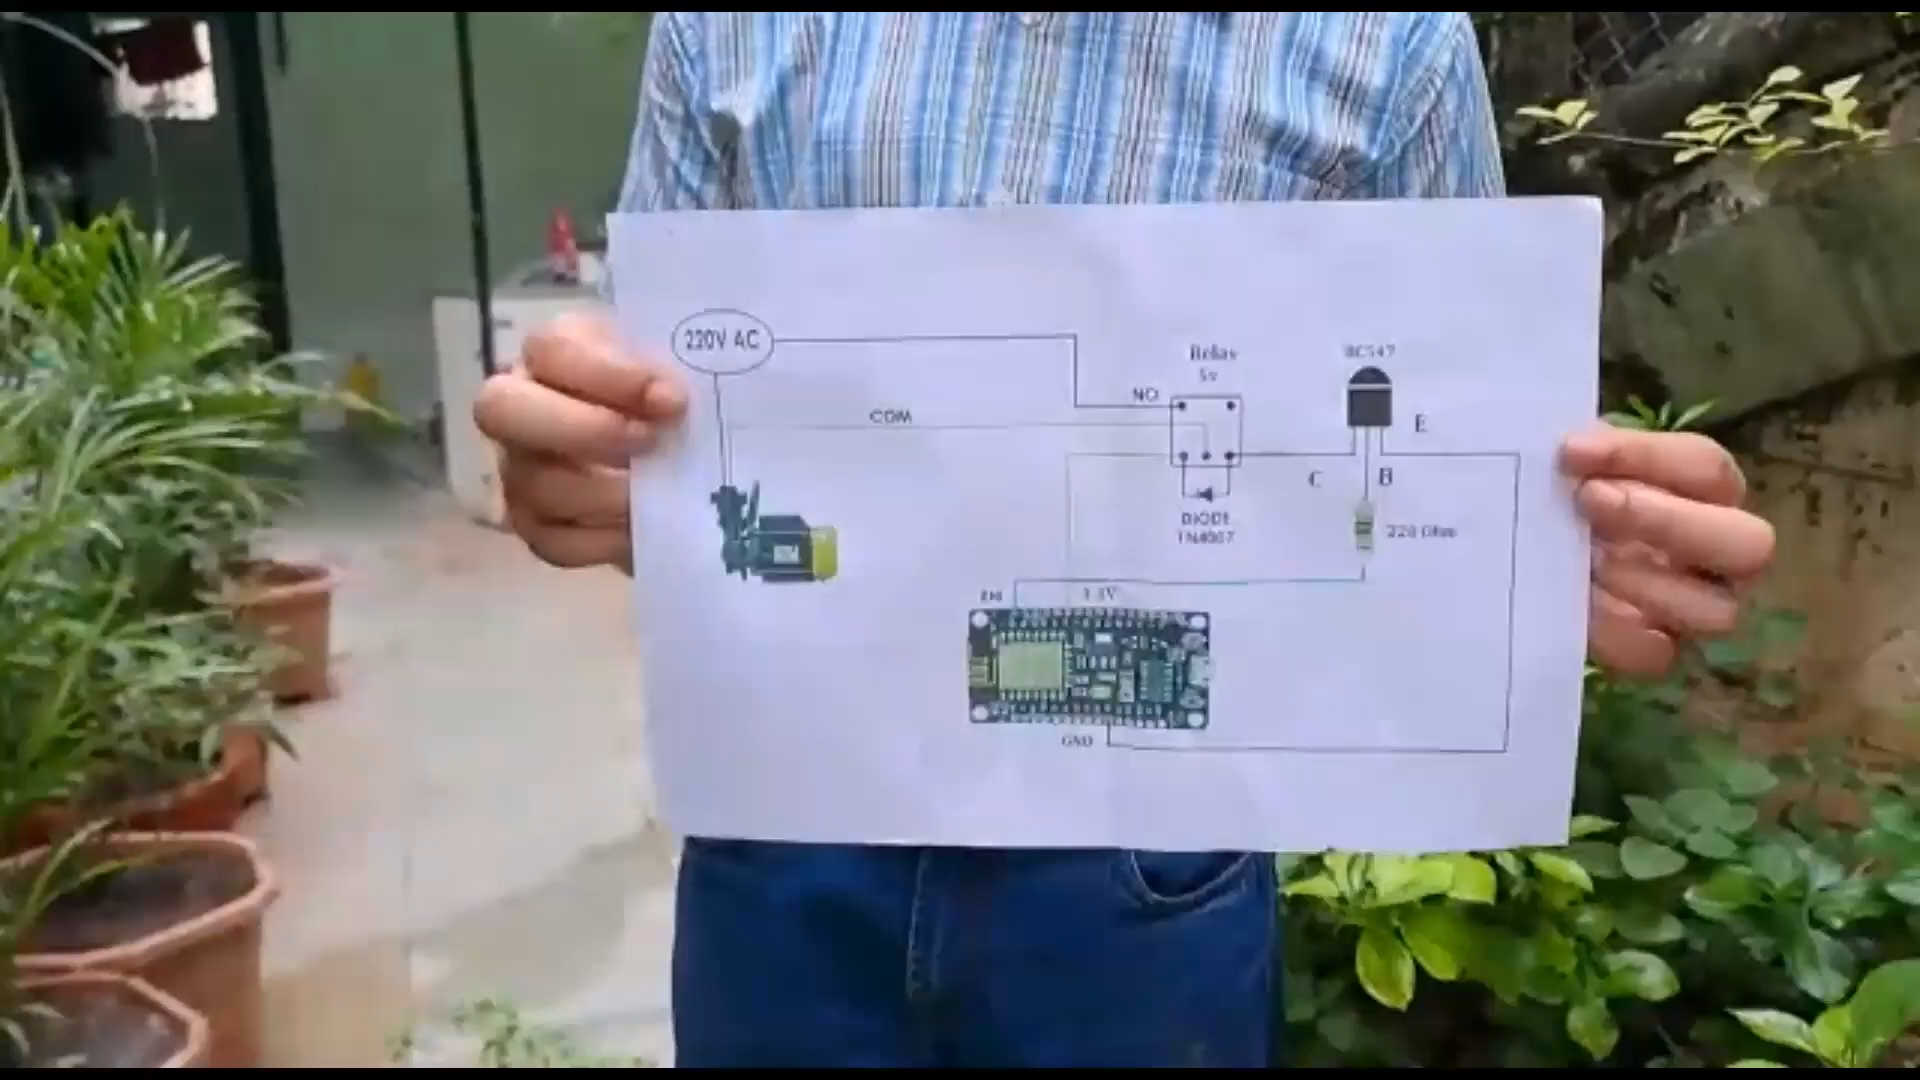 220V AC
Relay
5v
BC547
NO
COM
E
C
B
DIODE
1N4007
220 Ohm
3.3V
GND